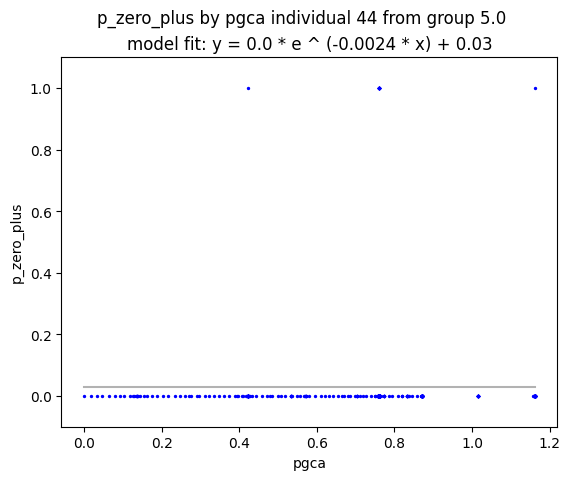 p_zero_plus by pgca individual 44 from group 5.0
model fit: y = 0.0 * e ^ (-0.0024 * x) + 0.03
1.0
0.8
0.6
0.4
0.2
0.0
p_zero_plus
0.0 0.2 0.4 0.6 0.8 1.0 1.2
pgca